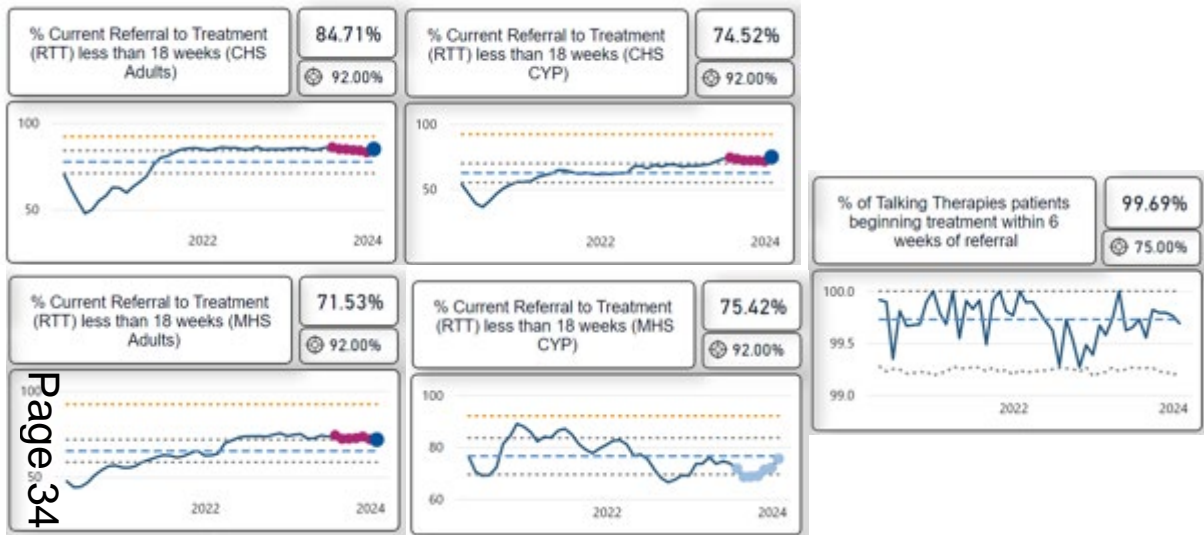 % Current Referral to Treatment
(RTT) less than 18 weeks (CHS
Adults)
84.71%
92.00%
100
50
2022
2024
% Current Referral to Treatment
(RTT) less than 18 weeks (CHS
CYP)
74.52%
92.00%
100
50
2022
2024
% of Talking Therapies patients
beginning treatment within 6
weeks of referral
99.69%
75.00%
100.0
99.5
99.0
2022
2024
% Current Referral to Treatment
(RTT) less than 18 weeks (MHS
Adults)
71.53%
92.00%
100
50
2022
2024
% Current Referral to Treatment
(RTT) less than 18 weeks (MHS
CYP)
75.42%
92.00%
100
80
60
2022
2024
Page 34